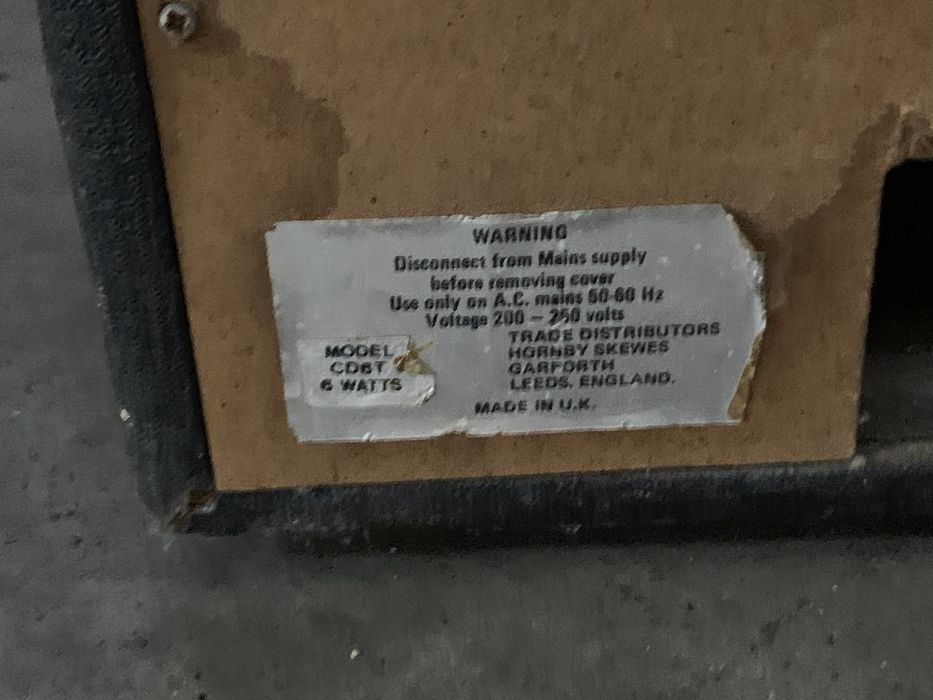 WARNING
Disconnect from Mains supply
before removing cover
Use only on A.C. mains 50-60 Hz
Voltage 200 – 250 volts
TRADE DISTRIBUTORS
HORNBY SKEWES
GARFORTH
LEEDS, ENGLAND.
MODEL
CD6T
6 WATTS
MADE IN U.K.